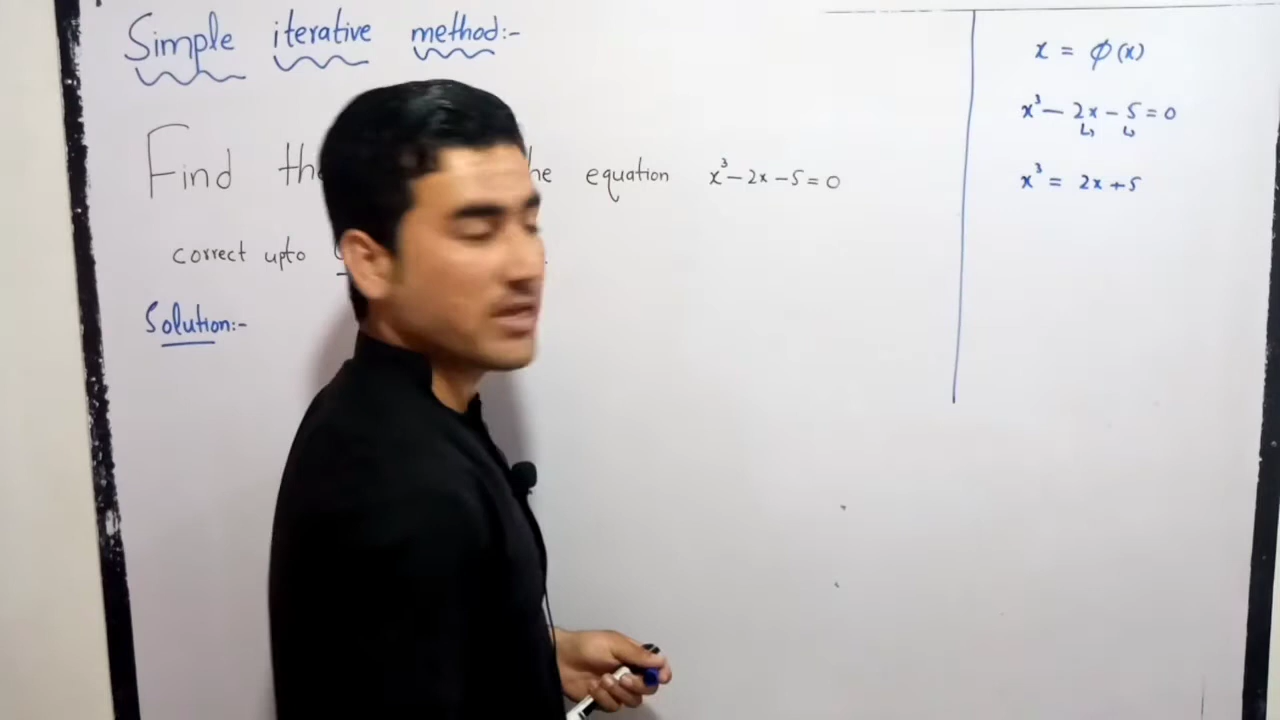 Simple iterative method:-
Find the equation x³-2x-5=0
correct upto
Solution:-
x = φ(x)
x³-2x-5=0
x³ = 2x+5